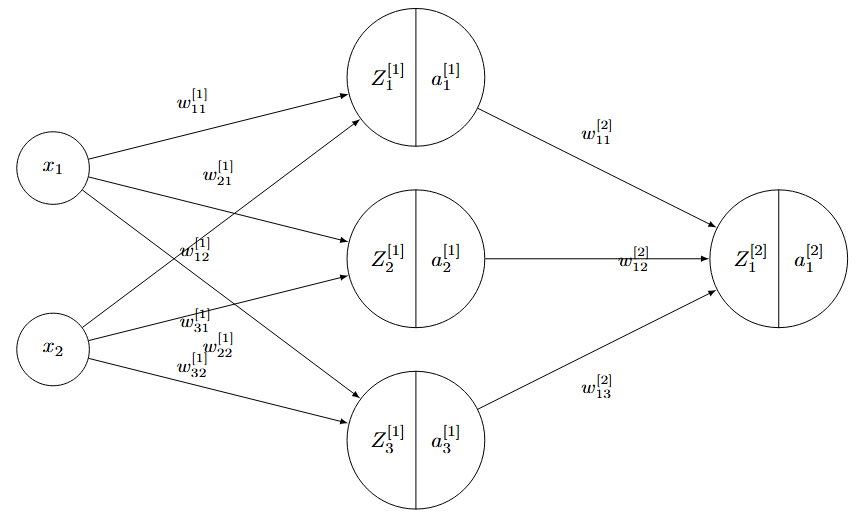 w_{11}^{[1]}
w_{21}^{[1]}
w_{12}^{[1]}
w_{31}^{[1]}
w_{22}^{[1]}
w_{32}^{[1]}
x_1
x_2
Z_1^{[1]} a_1^{[1]}
Z_2^{[1]} a_2^{[1]}
Z_3^{[1]} a_3^{[1]}
w_{11}^{[2]}
w_{12}^{[2]}
w_{13}^{[2]}
Z_1^{[2]} a_1^{[2]}